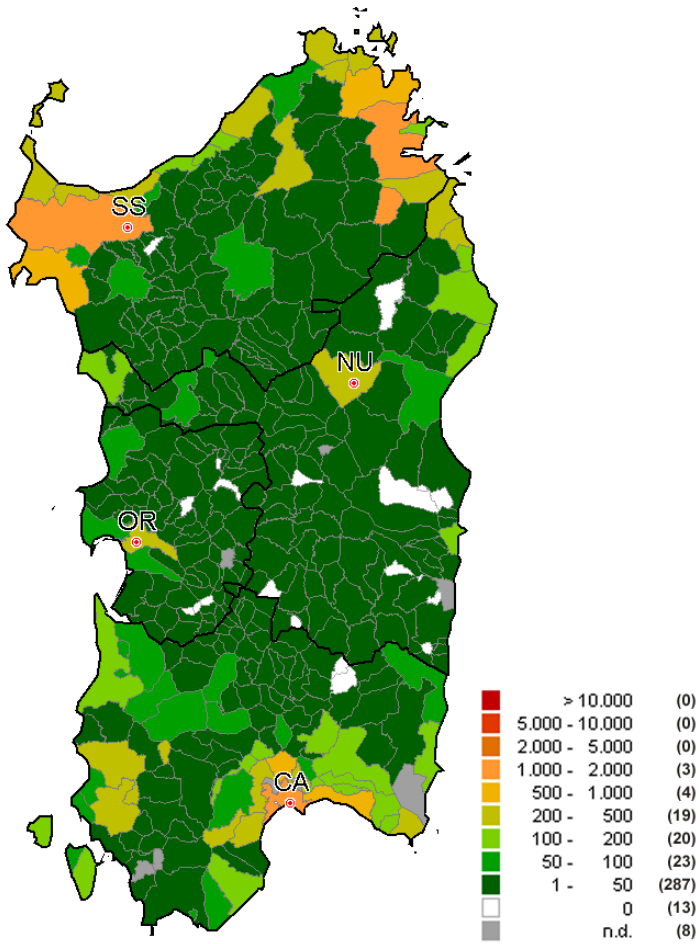 SS
NU
OR
CA
> 10.000 (0)
5.000 - 10.000 (0)
2.000 - 5.000 (0)
1.000 - 2.000 (3)
500 - 1.000 (4)
200 - 500 (19)
100 - 200 (20)
50 - 100 (23)
1 - 50 (287)
0 (13)
n.d. (8)